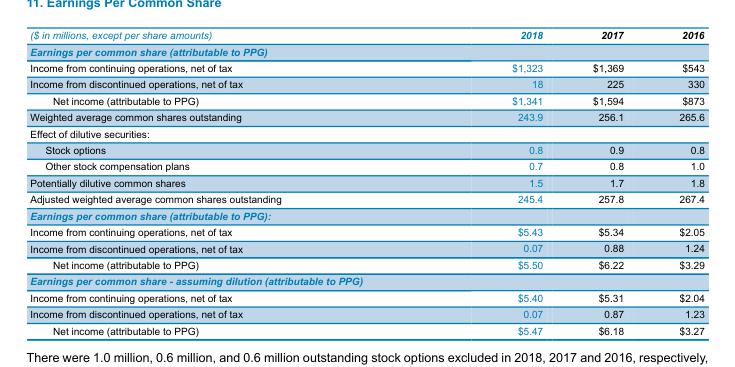 11. Earnings Per Common Share
($ in millions, except per share amounts) 2018 2017 2016
Earnings per common share (attributable to PPG)
Income from continuing operations, net of tax $1,323 $1,369 $543
Income from discontinued operations, net of tax 18 225 330
Net income (attributable to PPG) $1,341 $1,594 $873
Weighted average common shares outstanding 243.9 256.1 265.6
Effect of dilutive securities:
Stock options 0.8 0.9 0.8
Other stock compensation plans 0.7 0.8 1.0
Potentially dilutive common shares 1.5 1.7 1.8
Adjusted weighted average common shares outstanding 245.4 257.8 267.4
Earnings per common share (attributable to PPG):
Income from continuing operations, net of tax $5.43 $5.34 $2.05
Income from discontinued operations, net of tax 0.07 0.88 1.24
Net income (attributable to PPG) $5.50 $6.22 $3.29
Earnings per common share - assuming dilution (attributable to PPG)
Income from continuing operations, net of tax $5.40 $5.31 $2.04
Income from discontinued operations, net of tax 0.07 0.87 1.23
Net income (attributable to PPG) $5.47 $6.18 $3.27
There were 1.0 million, 0.6 million, and 0.6 million outstanding stock options excluded in 2018, 2017 and 2016, respectively,